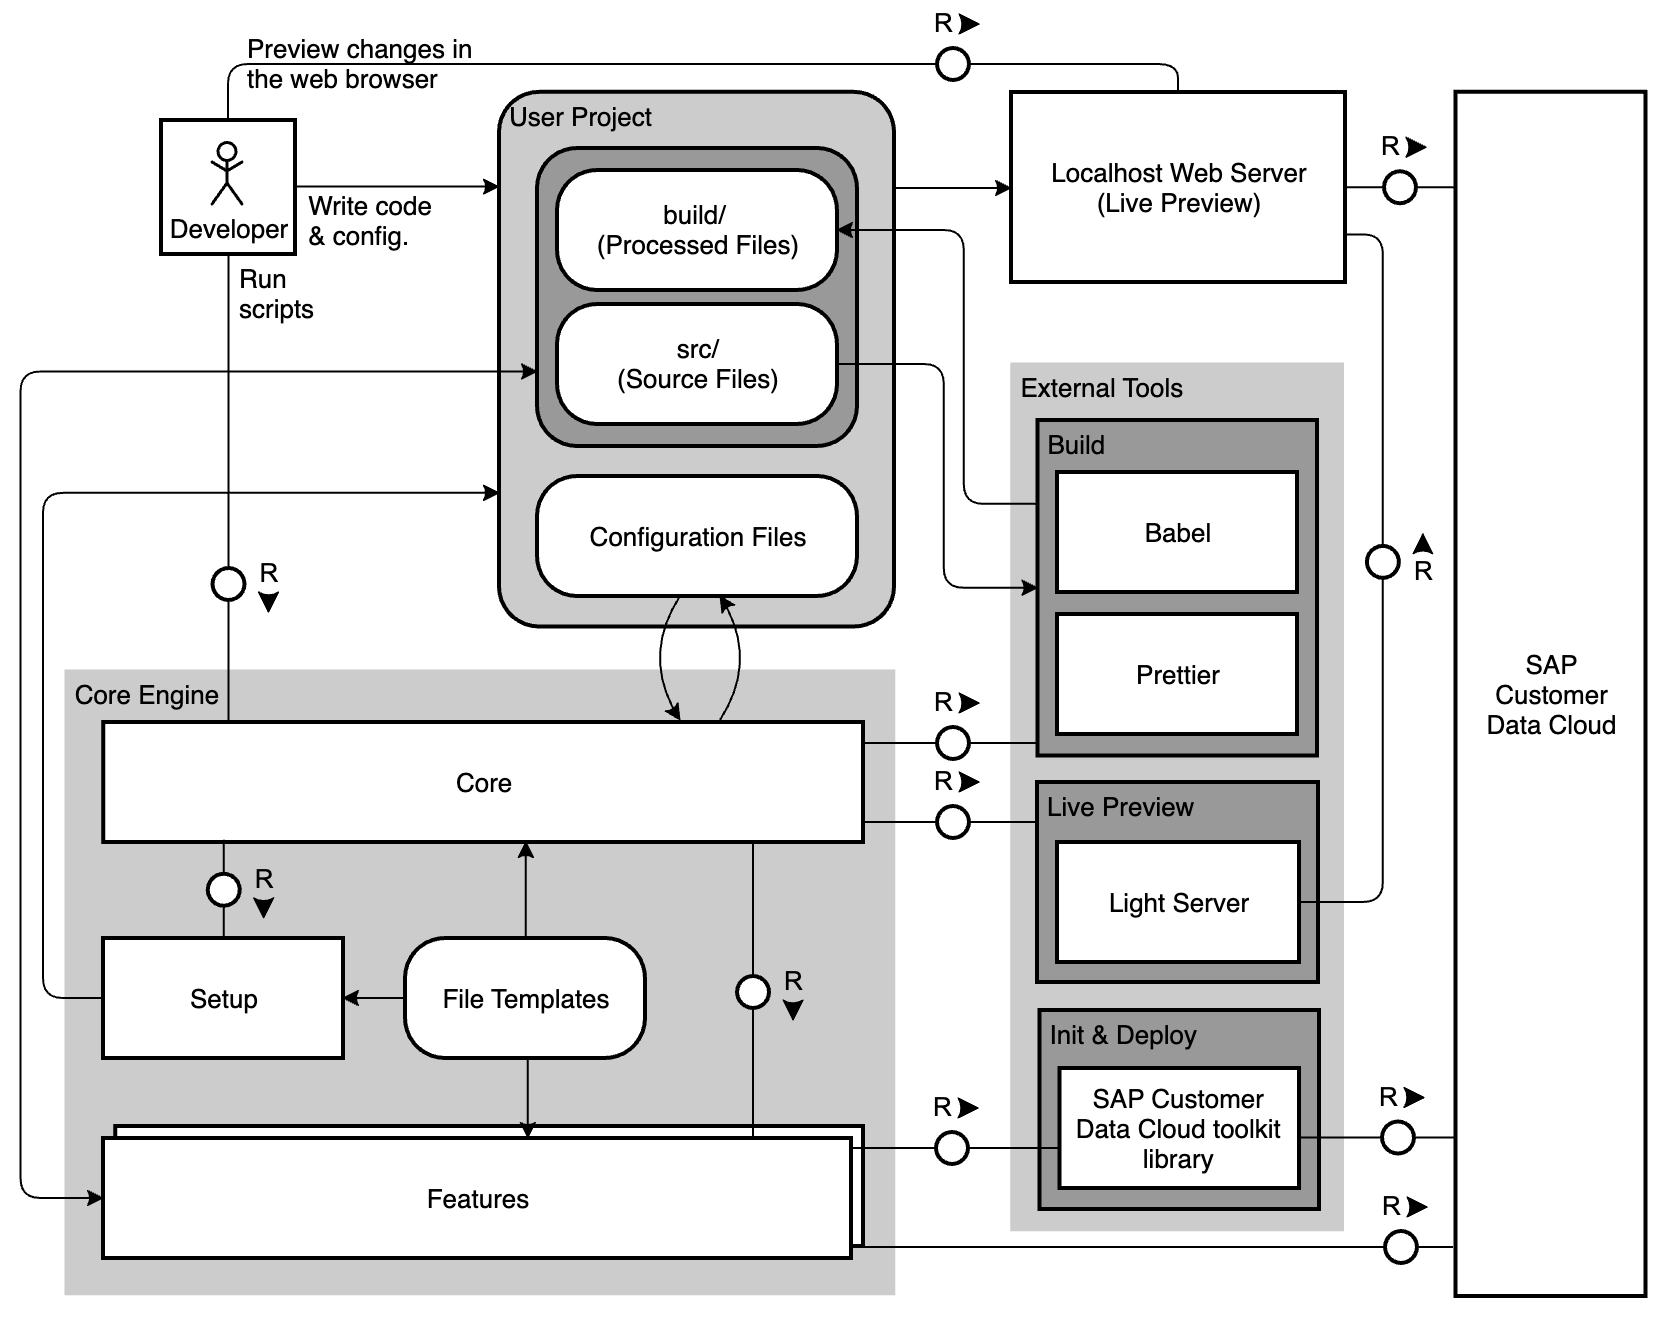 R
Preview changes in
the web browser
User Project
Developer
Write code
& config.
Run
scripts
build/
(Processed Files)
src/
(Source Files)
Configuration Files
Localhost Web Server
(Live Preview)
R
External Tools
Build
Babel
Prettier
R
R
SAP
Customer
Data Cloud
Core Engine
Core
R
R
Live Preview
Light Server
R
Setup
File Templates
R
Init & Deploy
SAP Customer
Data Cloud toolkit
library
R
R
Features
R